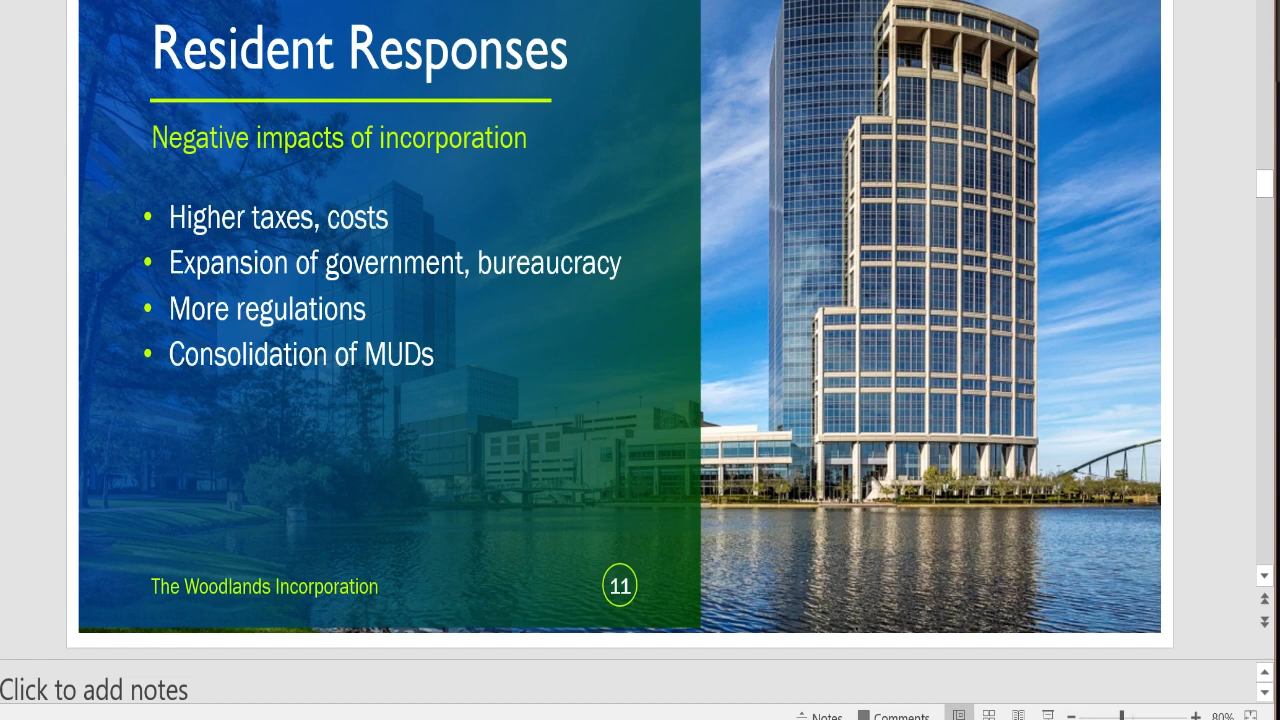 Resident Responses
Negative impacts of incorporation
• Higher taxes, costs
• Expansion of government, bureaucracy
• More regulations
• Consolidation of MUDs
The Woodlands Incorporation
11
Click to add notes
Notes
Comments
80%